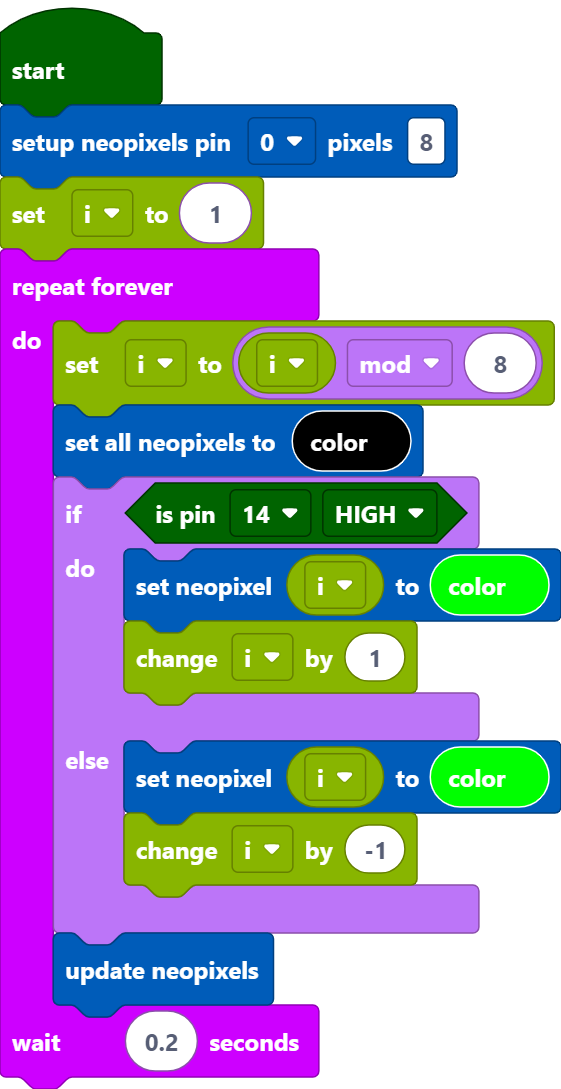 start
setup neopixels pin 0 pixels 8
set i to 1
repeat forever
do
set i to i mod 8
set all neopixels to color
if is pin 14 HIGH
do
set neopixel i to color
change i by 1
else
set neopixel i to color
change i by -1
update neopixels
wait 0.2 seconds